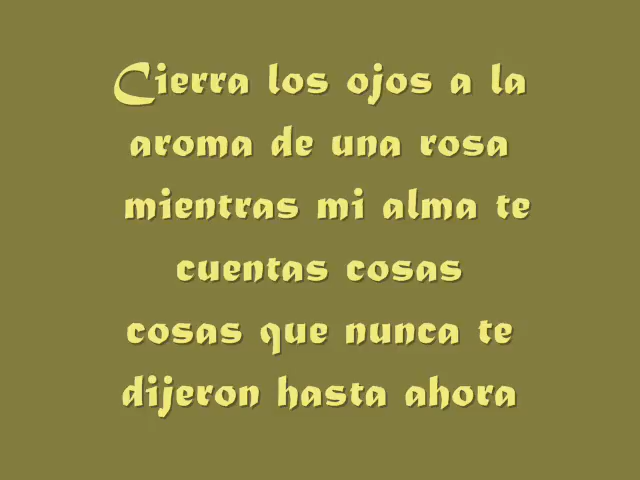 Cierra los ojos a la
aroma de una rosa
mientras mi alma te
cuentas cosas
cosas que nunca te
dijeron hasta ahora